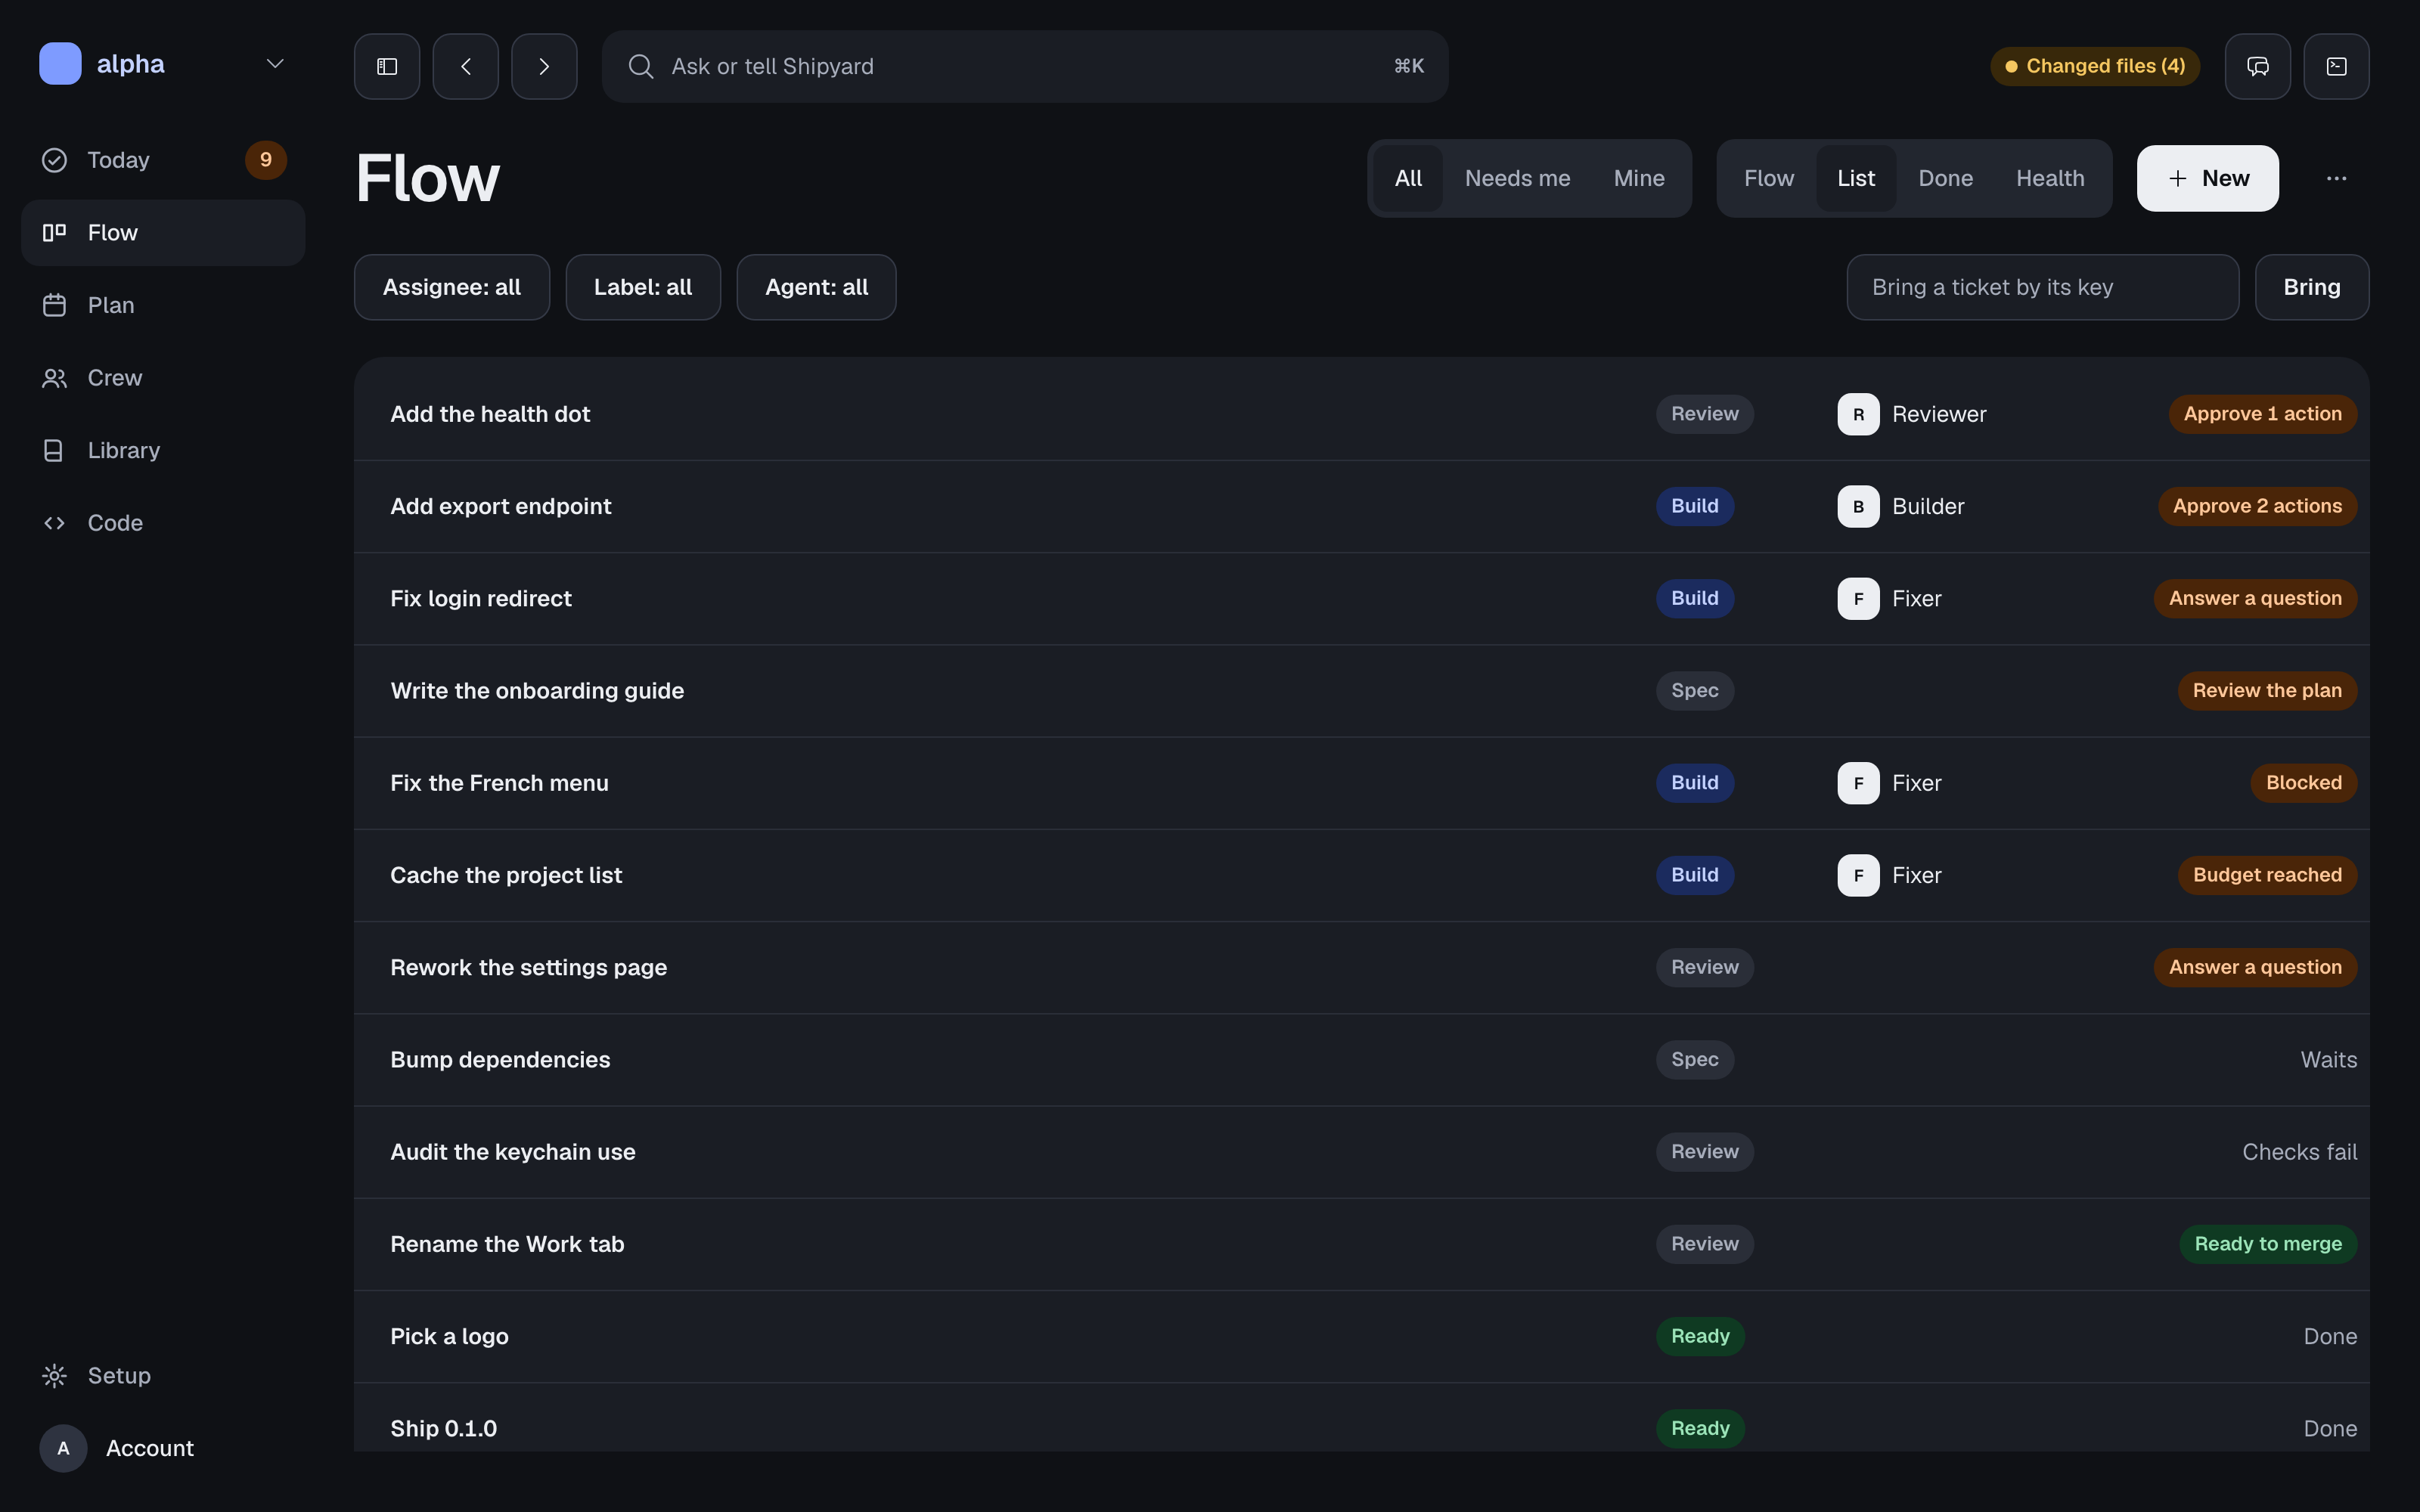 alpha
Ask or tell Shipyard ⌘K
Changed files (4)
Today 9
Flow
Plan
Crew
Library
Code
Setup
A Account
Flow
All Needs me Mine
Flow List Done Health
+ New
Assignee: all Label: all Agent: all
Bring a ticket by its key Bring
Add the health dot Review R Reviewer Approve 1 action
Add export endpoint Build B Builder Approve 2 actions
Fix login redirect Build F Fixer Answer a question
Write the onboarding guide Spec Review the plan
Fix the French menu Build F Fixer Blocked
Cache the project list Build F Fixer Budget reached
Rework the settings page Review Answer a question
Bump dependencies Spec Waits
Audit the keychain use Review Checks fail
Rename the Work tab Review Ready to merge
Pick a logo Ready Done
Ship 0.1.0 Ready Done